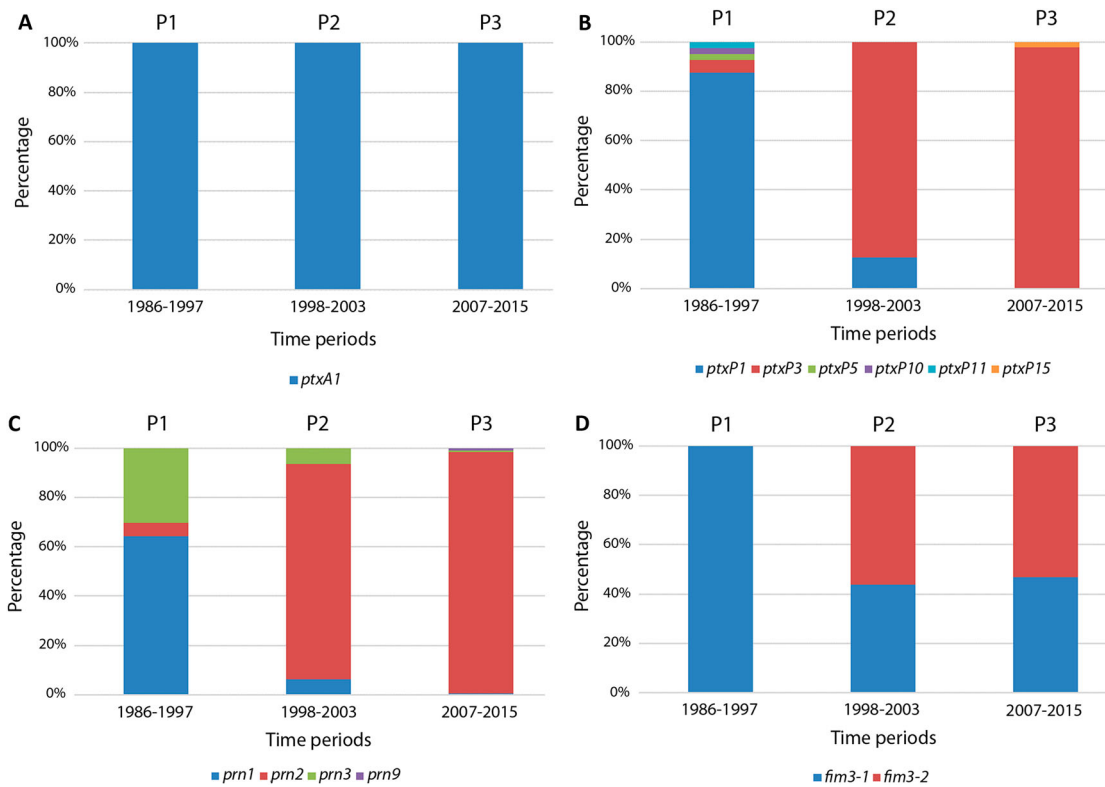 A
P1 P2 P3
100%
80%
60%
40%
20%
0%
Percentage
1986-1997 1998-2003 2007-2015
Time periods
ptxA1
B
P1 P2 P3
100%
80%
60%
40%
20%
0%
Percentage
1986-1997 1998-2003 2007-2015
Time periods
ptxP1 ptxP3 ptxP5 ptxP10 ptxP11 ptxP15
C
P1 P2 P3
100%
80%
60%
40%
20%
0%
Percentage
1986-1997 1998-2003 2007-2015
Time periods
prn1 prn2 prn3 prn9
D
P1 P2 P3
100%
80%
60%
40%
20%
0%
Percentage
1986-1997 1998-2003 2007-2015
Time periods
fim3-1 fim3-2